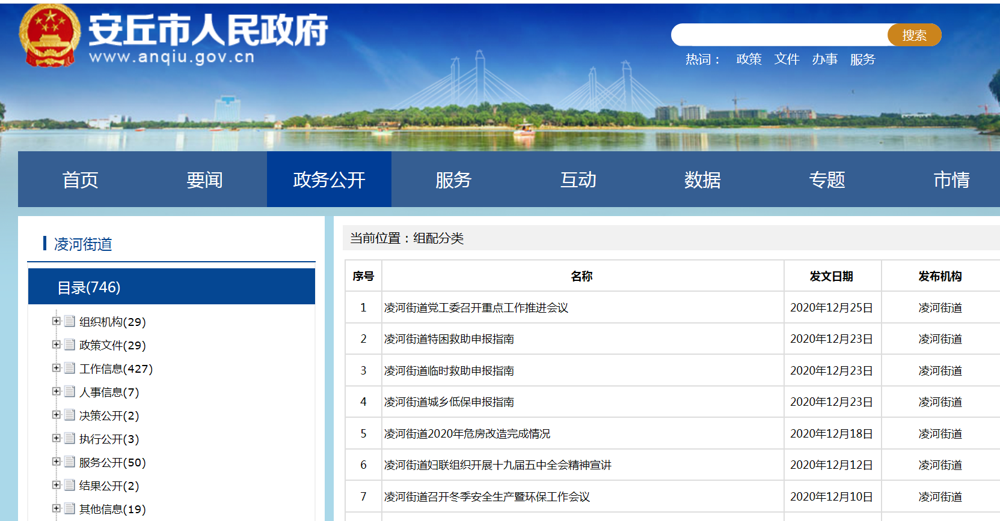 安丘市人民政府
www.anqiu.gov.cn
搜索
热词： 政策 文件 办事 服务
首页 要闻 政务公开 服务 互动 数据 专题 市情
凌河街道
目录(746)
组织机构(29)
政策文件(29)
工作信息(427)
人事信息(7)
决策公开(2)
执行公开(3)
服务公开(50)
结果公开(2)
其他信息(19)
当前位置：组配分类
序号 名称 发文日期 发布机构
1 凌河街道党工委召开重点工作推进会议 2020年12月25日 凌河街道
2 凌河街道特困救助申报指南 2020年12月23日 凌河街道
3 凌河街道临时救助申报指南 2020年12月23日 凌河街道
4 凌河街道城乡低保申报指南 2020年12月23日 凌河街道
5 凌河街道2020年危房改造完成情况 2020年12月18日 凌河街道
6 凌河街道妇联组织开展十九届五中全会精神宣讲 2020年12月12日 凌河街道
7 凌河街道召开冬季安全生产暨环保工作会议 2020年12月10日 凌河街道